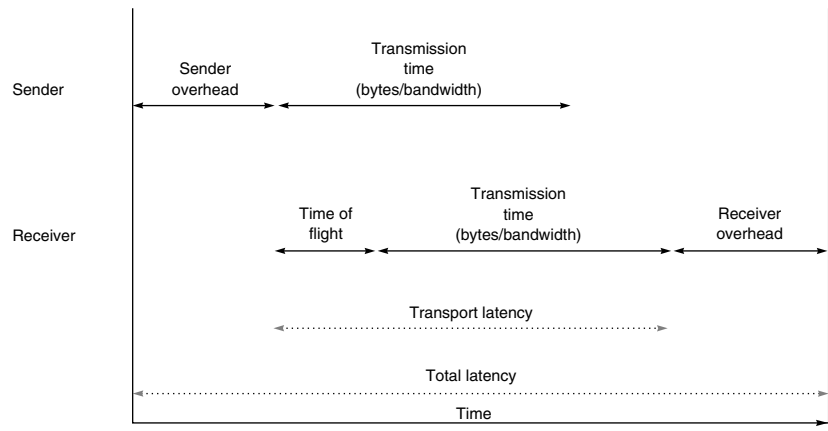 Sender
Sender
overhead
Transmission
time
(bytes/bandwidth)
Receiver
Time of
flight
Transmission
time
(bytes/bandwidth)
Receiver
overhead
Transport latency
Total latency
Time